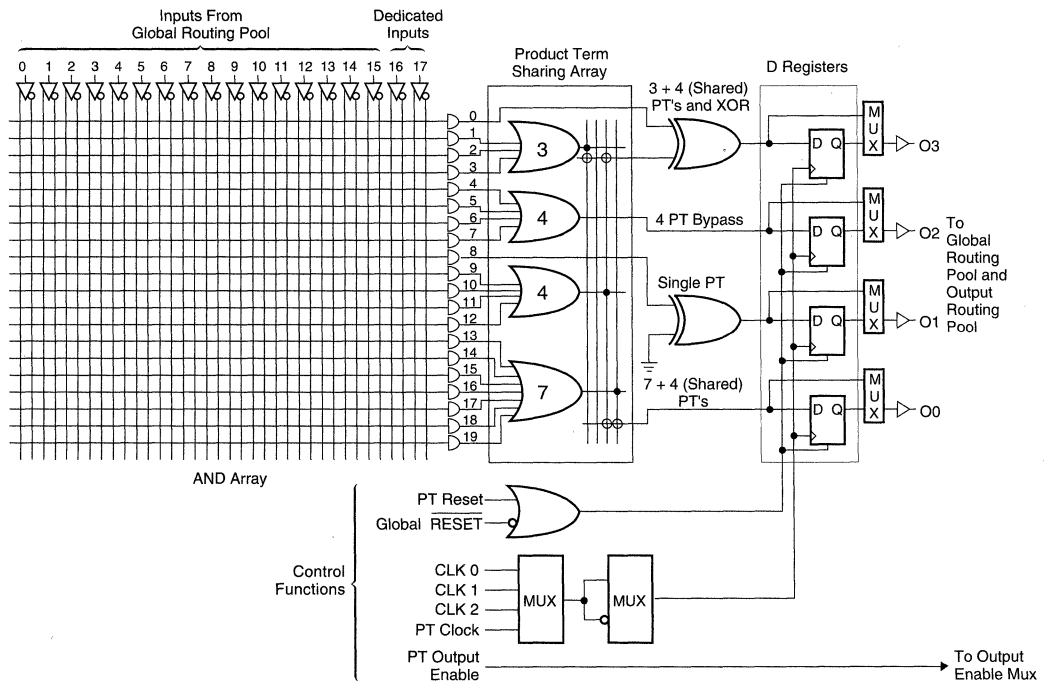 Inputs From
Global Routing Pool
Dedicated
Inputs
0 1 2 3 4 5 6 7 8 9 10 11 12 13 14 15 16 17
Product Term
Sharing Array
D Registers
3 + 4 (Shared)
PT's and XOR
0
1
2
3
4
5
6
7
8
9
10
11
12
13
14
15
16
17
18
19
3
4
4
7
4 PT Bypass
Single PT
7 + 4 (Shared)
PT's
D Q
MUX
O3
D Q
MUX
O2
D Q
MUX
O1
D Q
MUX
O0
To
Global
Routing
Pool and
Output
Routing
Pool
AND Array
Control
Functions
PT Reset
Global RESET
CLK 0
CLK 1
CLK 2
PT Clock
MUX
MUX
PT Output
Enable
To Output
Enable Mux